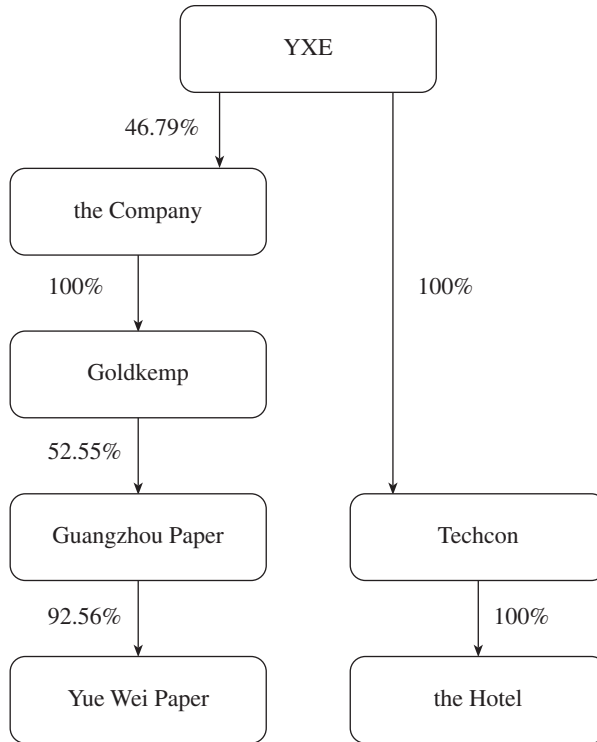 YXE
46.79%
the Company
100%
100%
Goldkemp
52.55%
Guangzhou Paper
Techcon
92.56%
100%
Yue Wei Paper
the Hotel